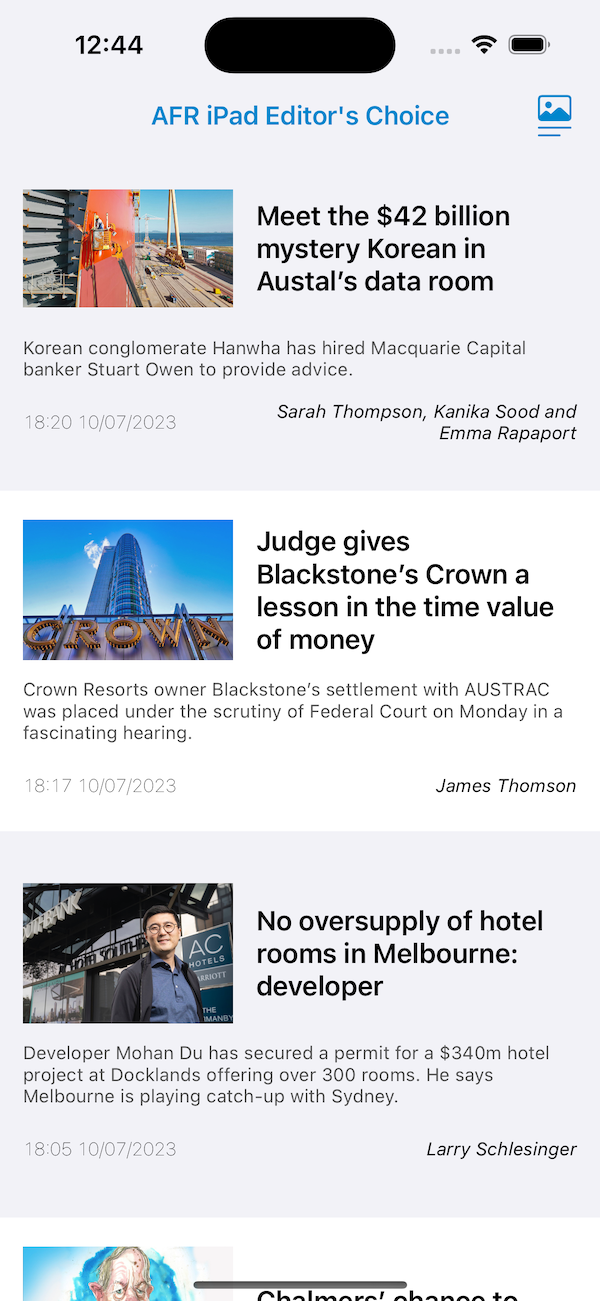 12:44
AFR iPad Editor's Choice
Meet the $42 billion
mystery Korean in
Austal’s data room
Korean conglomerate Hanwha has hired Macquarie Capital
banker Stuart Owen to provide advice.
18:20 10/07/2023
Sarah Thompson, Kanika Sood and
Emma Rapaport
CROWN
Judge gives
Blackstone’s Crown a
lesson in the time value
of money
Crown Resorts owner Blackstone’s settlement with AUSTRAC
was placed under the scrutiny of Federal Court on Monday in a
fascinating hearing.
18:17 10/07/2023
James Thomson
AC
HOTELS
MARRIOTT
THE
No oversupply of hotel
rooms in Melbourne:
developer
Developer Mohan Du has secured a permit for a $340m hotel
project at Docklands offering over 300 rooms. He says
Melbourne is playing catch-up with Sydney.
18:05 10/07/2023
Larry Schlesinger
Chalmers’ chance to